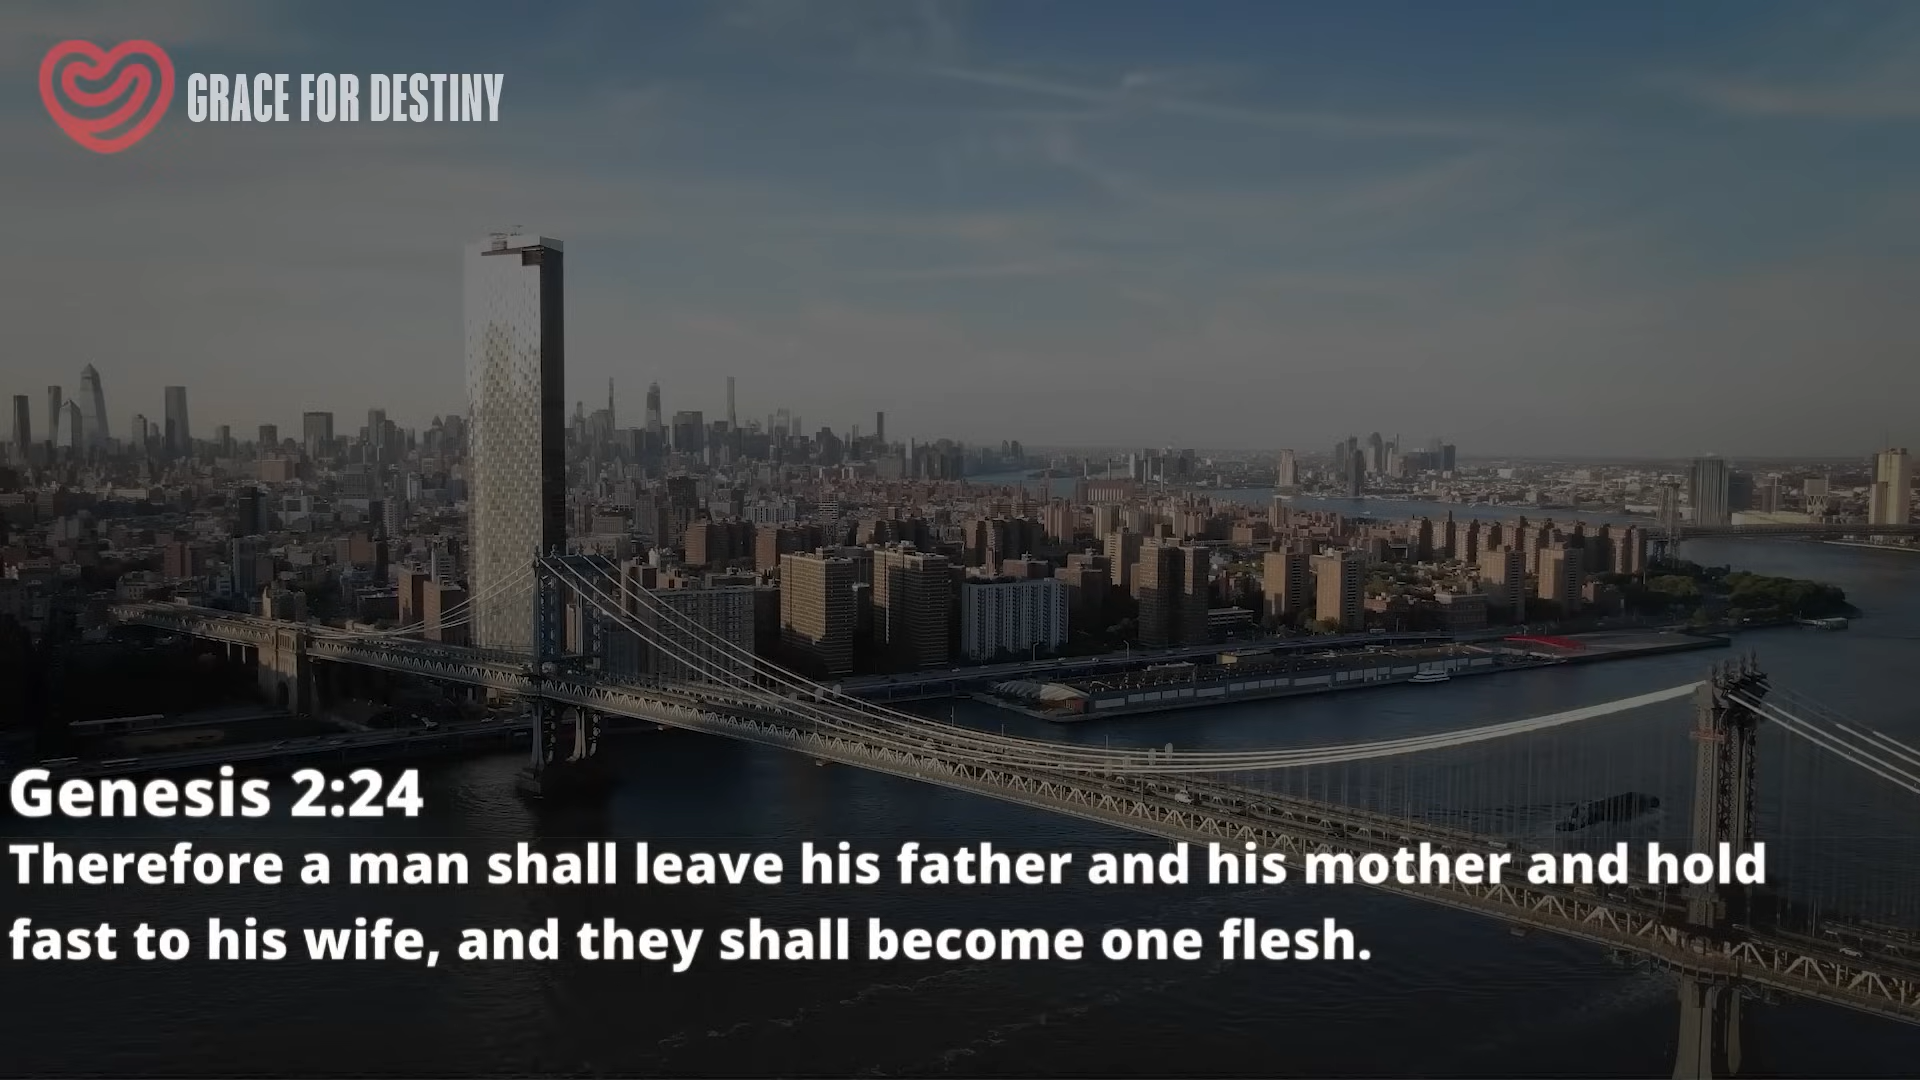 GRACE FOR DESTINY
Genesis 2:24
Therefore a man shall leave his father and his mother and hold
fast to his wife, and they shall become one flesh.